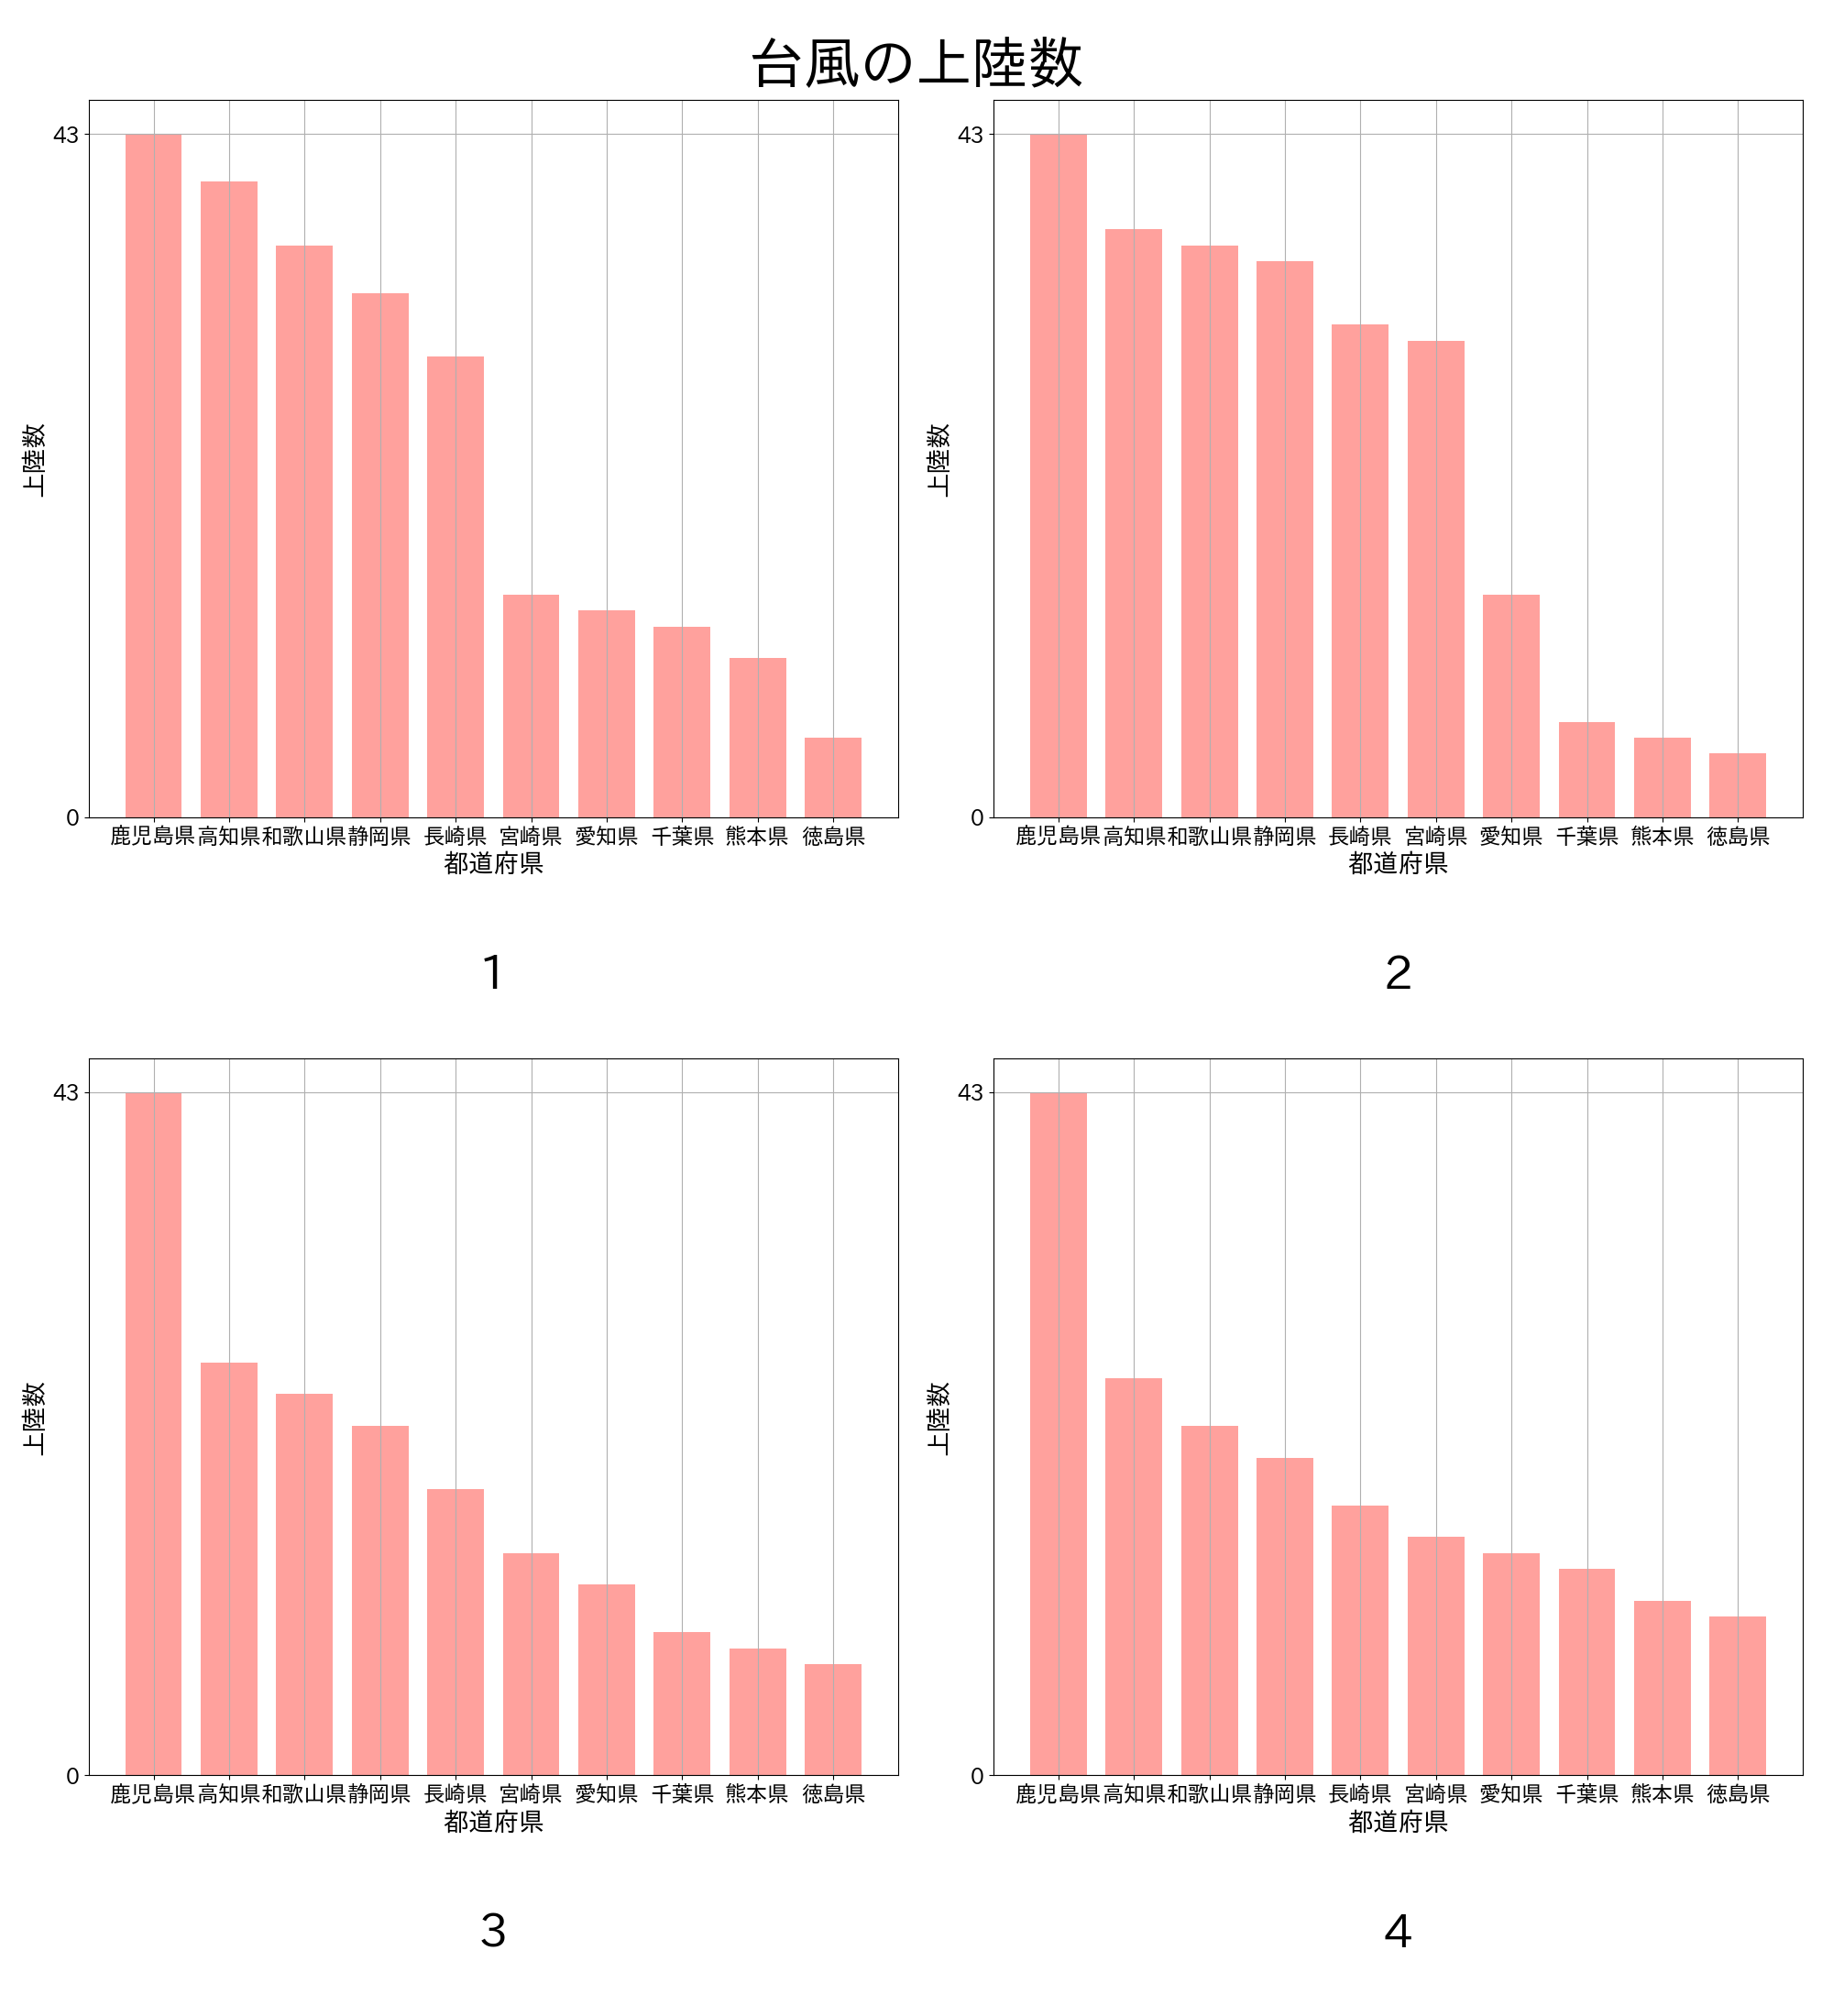 台風の上陸数
43
0
上陸数
鹿児島県 高知県 和歌山県 静岡県 長崎県 宮崎県 愛知県 千葉県 熊本県 徳島県
都道府県
1
43
0
上陸数
鹿児島県 高知県 和歌山県 静岡県 長崎県 宮崎県 愛知県 千葉県 熊本県 徳島県
都道府県
2
43
0
上陸数
鹿児島県 高知県 和歌山県 静岡県 長崎県 宮崎県 愛知県 千葉県 熊本県 徳島県
都道府県
3
43
0
上陸数
鹿児島県 高知県 和歌山県 静岡県 長崎県 宮崎県 愛知県 千葉県 熊本県 徳島県
都道府県
4